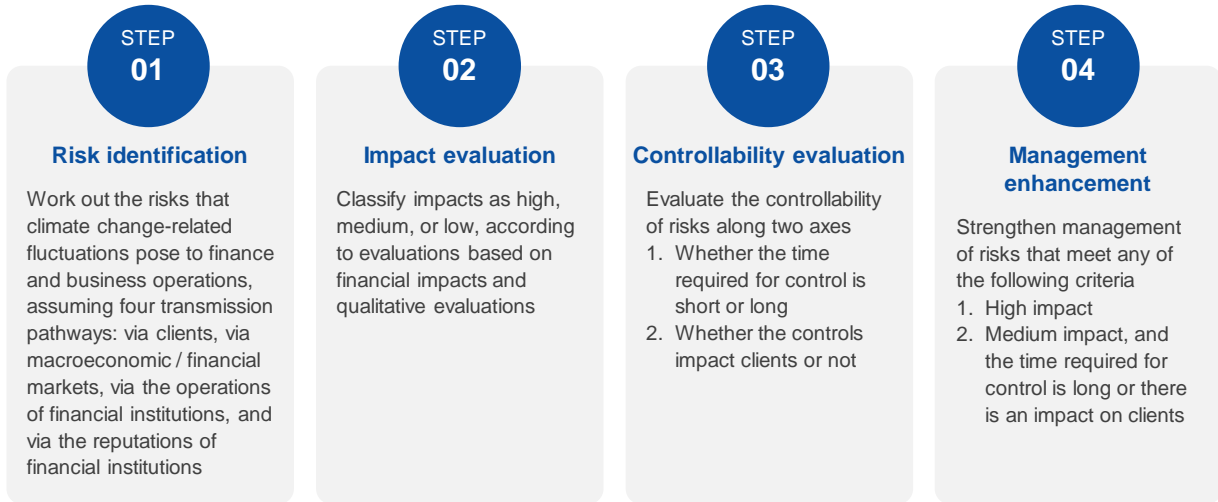 STEP
01
Risk identification
Work out the risks that
climate change-related
fluctuations pose to finance
and business operations,
assuming four transmission
pathways: via clients, via
macroeconomic / financial
markets, via the operations
of financial institutions, and
via the reputations of
financial institutions
STEP
02
Impact evaluation
Classify impacts as high,
medium, or low, according
to evaluations based on
financial impacts and
qualitative evaluations
STEP
03
Controllability evaluation
Evaluate the controllability
of risks along two axes
1. Whether the time
required for control is
short or long
2. Whether the controls
impact clients or not
STEP
04
Management
enhancement
Strengthen management
of risks that meet any of
the following criteria
1. High impact
2. Medium impact, and
the time required for
control is long or there
is an impact on clients